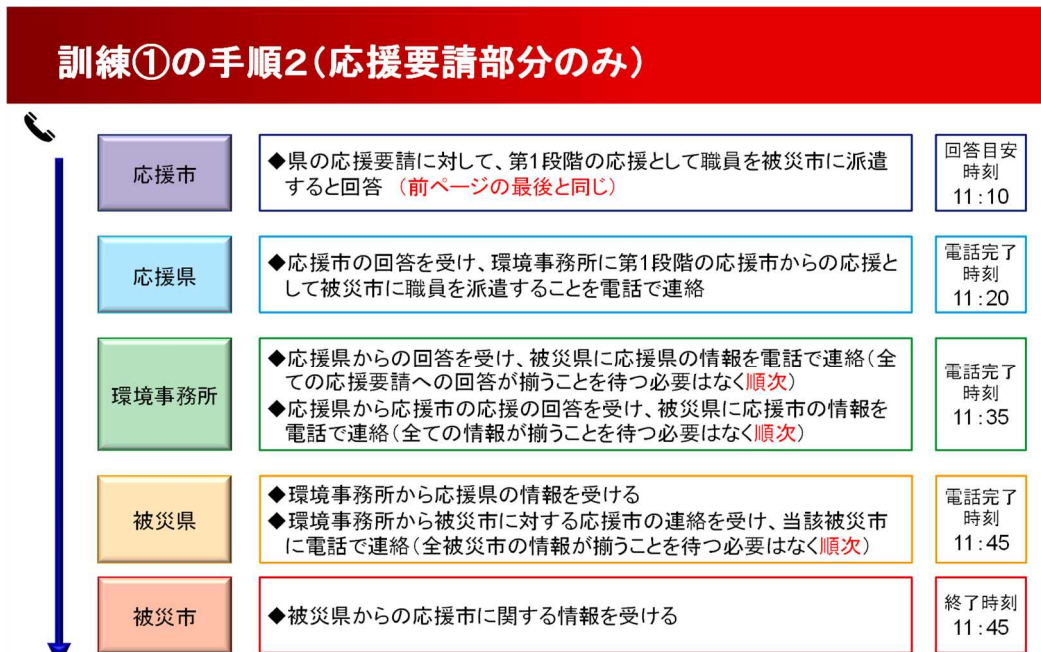 訓練①の手順2(応援要請部分のみ)
応援市
◆県の応援要請に対して、第1段階の応援として職員を被災市に派遣
すると回答 (前ページの最後と同じ)
回答目安
時刻
11:10
応援県
◆応援市の回答を受け、環境事務所に第1段階の応援市からの応援と
して被災市に職員を派遣することを電話で連絡
電話完了
時刻
11:20
環境事務所
◆応援県からの回答を受け、被災県に応援県の情報を電話で連絡(全
ての応援要請への回答が揃うことを待つ必要はなく順次)
◆応援県から応援市の応援の回答を受け、被災県に応援市の情報を
電話で連絡(全ての情報が揃うことを待つ必要はなく順次)
電話完了
時刻
11:35
被災県
◆環境事務所から応援県の情報を受ける
◆環境事務所から被災市に対する応援市の連絡を受け、当該被災市
に電話で連絡(全被災市の情報が揃うことを待つ必要はなく順次)
電話完了
時刻
11:45
被災市
◆被災県からの応援市に関する情報を受ける
終了時刻
11:45